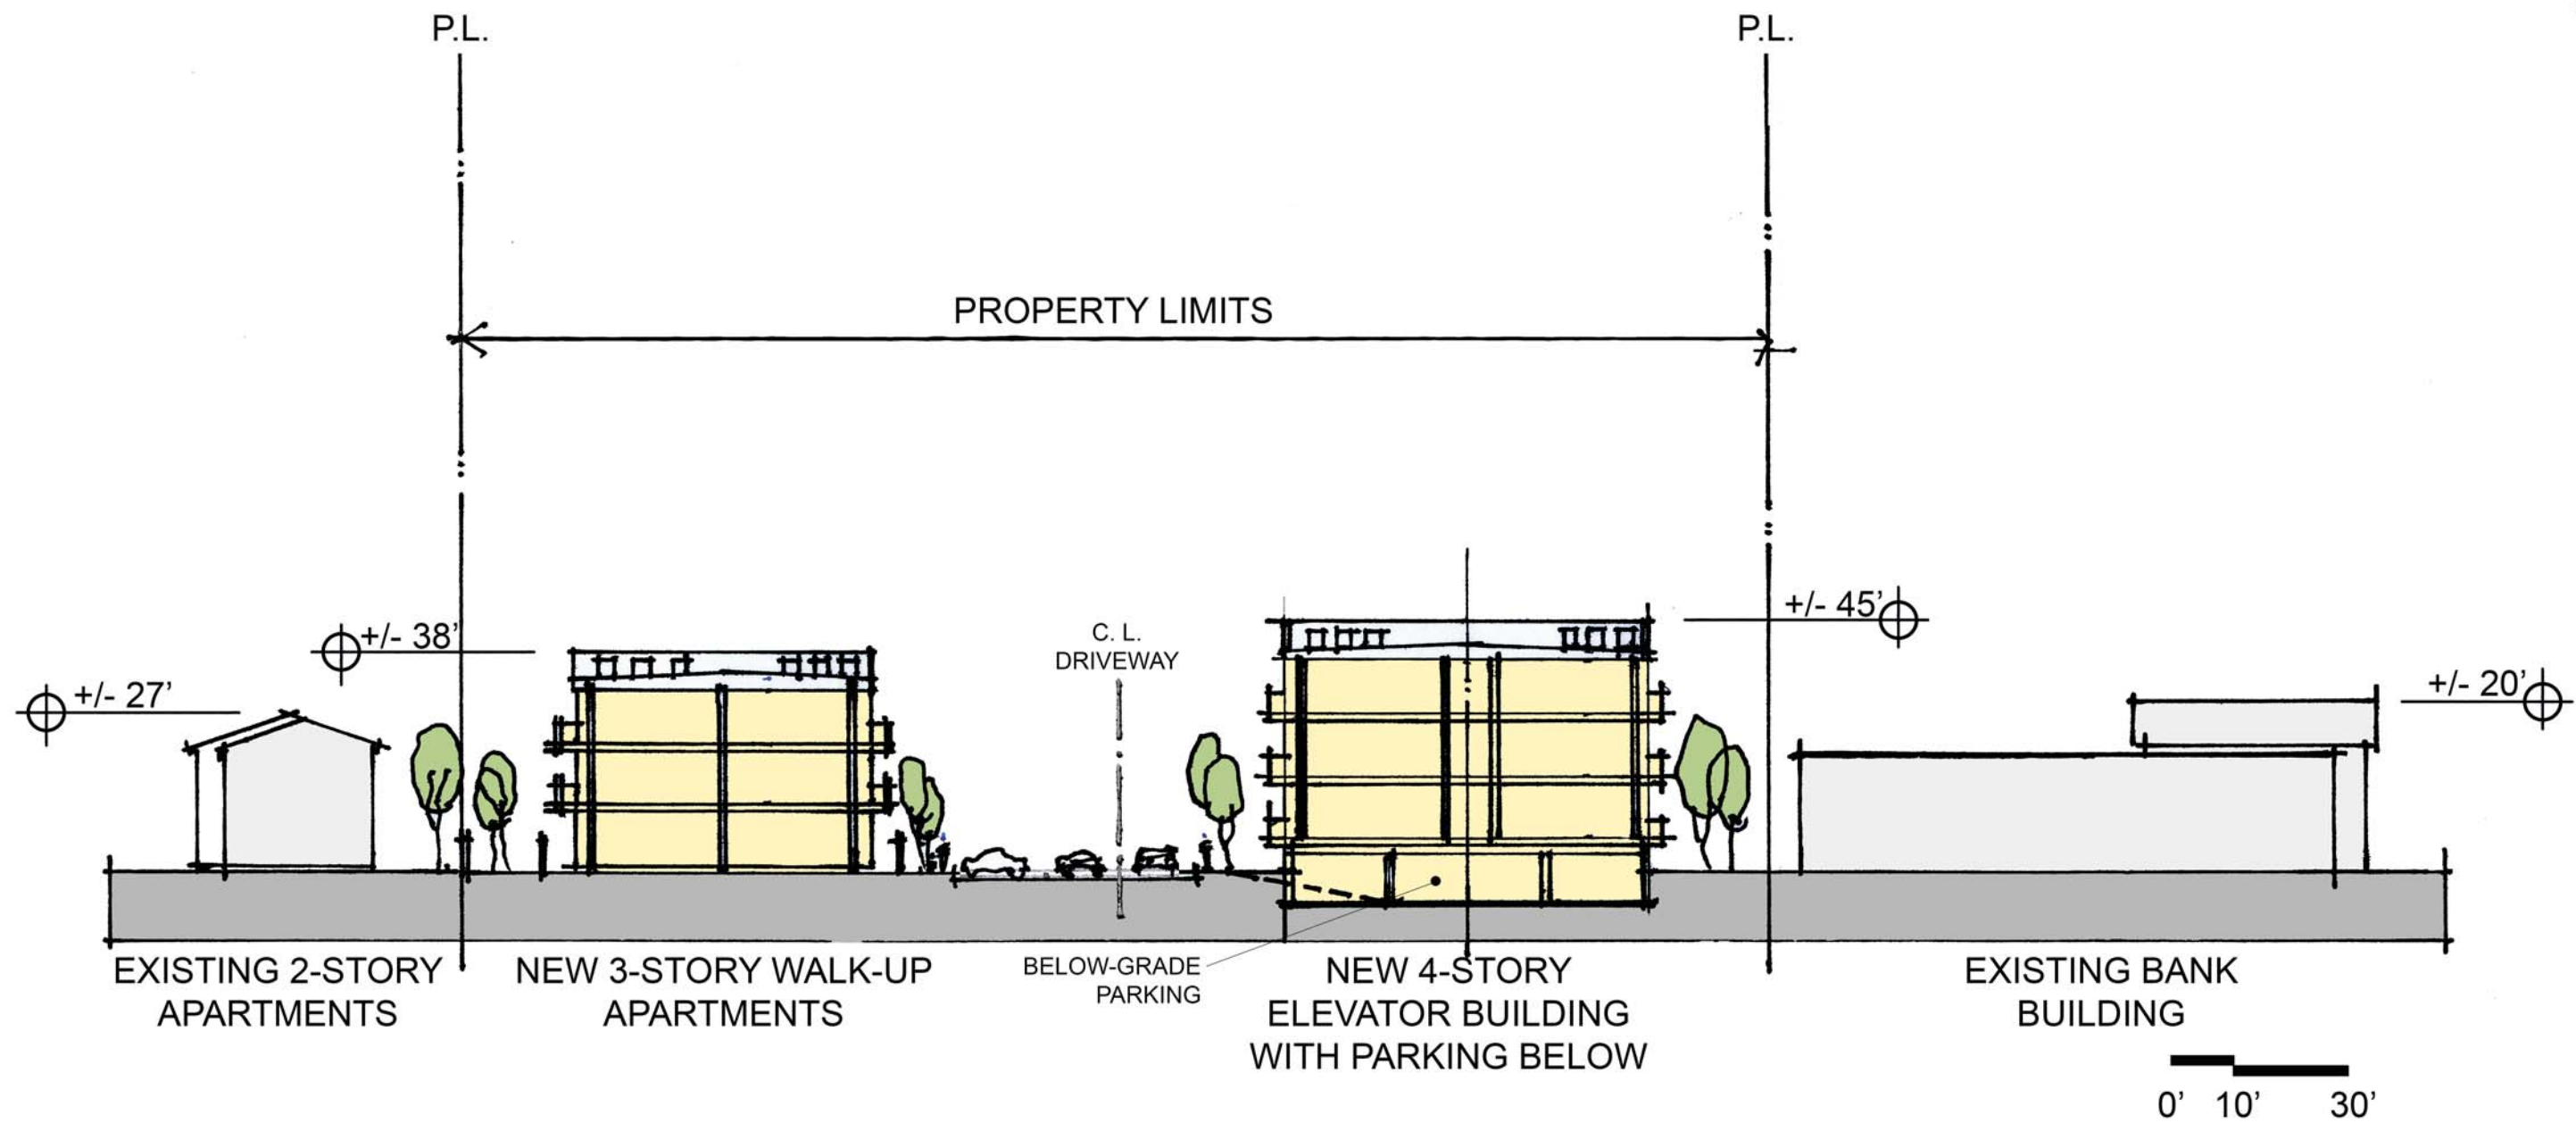 P.L.
P.L.
PROPERTY LIMITS
+/- 45'
+/- 38'
C. L.
DRIVEWAY
+/- 27'
+/- 20'
EXISTING 2-STORY
APARTMENTS
NEW 3-STORY WALK-UP
APARTMENTS
BELOW-GRADE
PARKING
NEW 4-STORY
ELEVATOR BUILDING
WITH PARKING BELOW
EXISTING BANK
BUILDING
0' 10' 30'